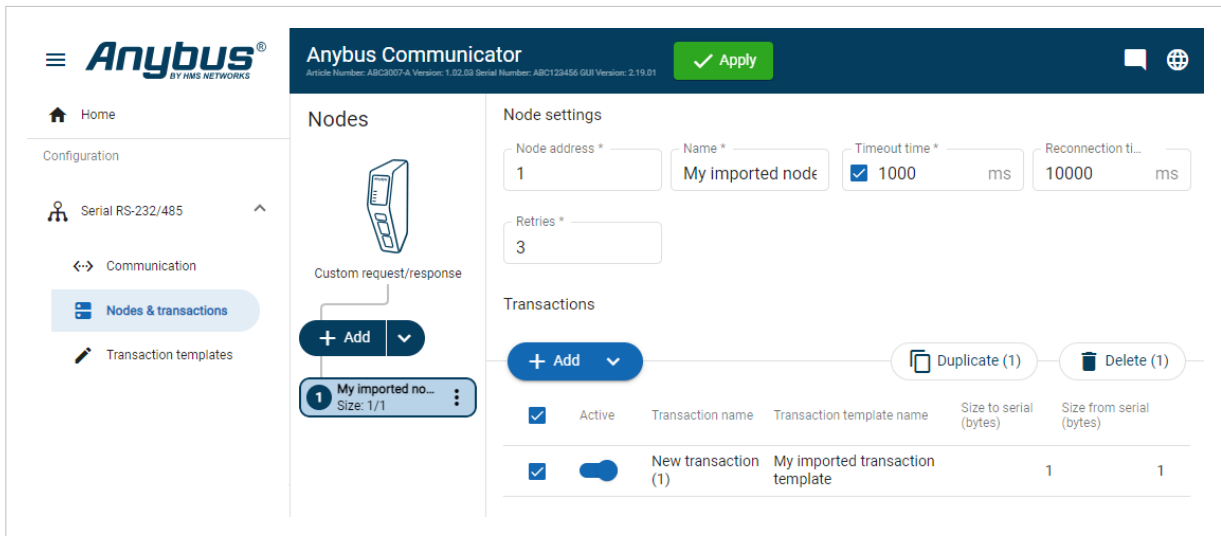 Anybus®
BY HMS NETWORKS
Home
Configuration
Serial RS-232/485
Communication
Nodes & transactions
Transaction templates
Anybus Communicator
Article Number: ABC3007-A Version: 1.02.03 Serial Number: ABC123456 GUI Version: 2.19.01
Apply
Nodes
Custom request/response
Add
1
My imported no...
Size: 1/1
Node settings
Node address *
1
Name *
My imported node
Timeout time *
1000 ms
Reconnection ti...
10000 ms
Retries *
3
Transactions
Add
Duplicate (1)
Delete (1)
Active
Transaction name
Transaction template name
Size to serial
(bytes)
Size from serial
(bytes)
New transaction
(1)
My imported transaction
template
1
1